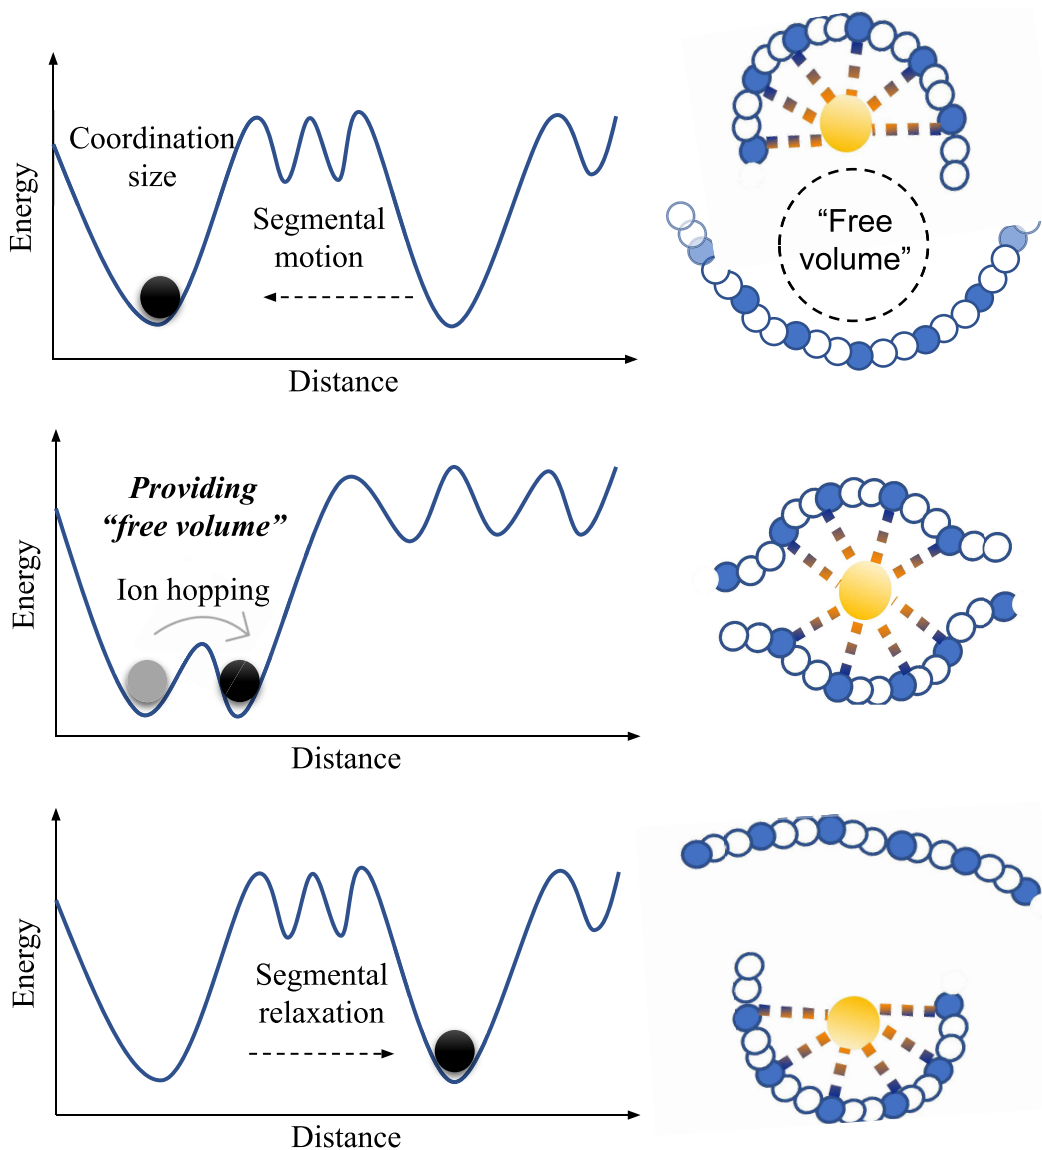 Energy
Coordination
size
Segmental
motion
Distance
“Free
volume”
Energy
Providing
“free volume”
Ion hopping
Distance
Energy
Segmental
relaxation
Distance